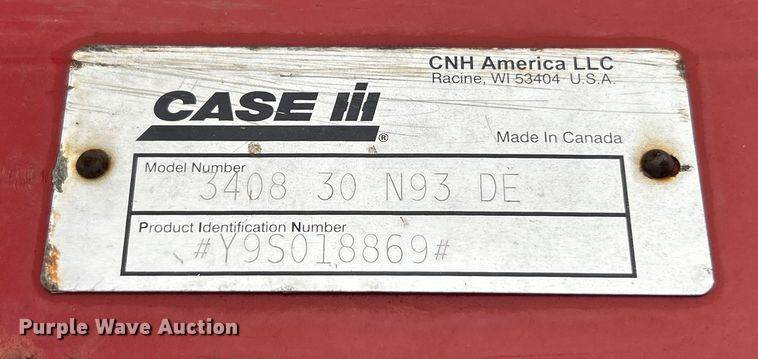 CNH America LLC
Racine, WI 53404 U.S.A.
CASE IH
®
Made In Canada
Model Number
3408 30 N93 DE
Product Identification Number
#Y9S018869#
Purple Wave Auction